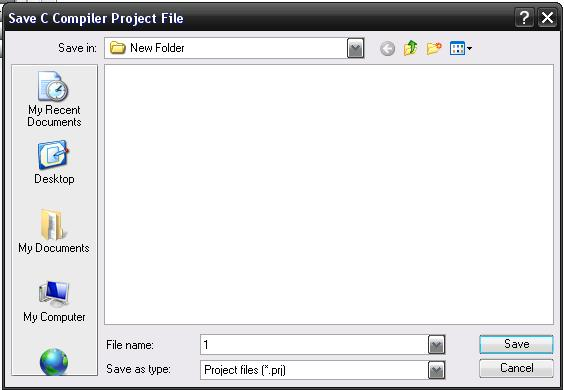 Save C Compiler Project File
?
Save in: New Folder
My Recent
Documents
Desktop
My Documents
My Computer
File name: 1 Save
Save as type: Project files (*.prj) Cancel